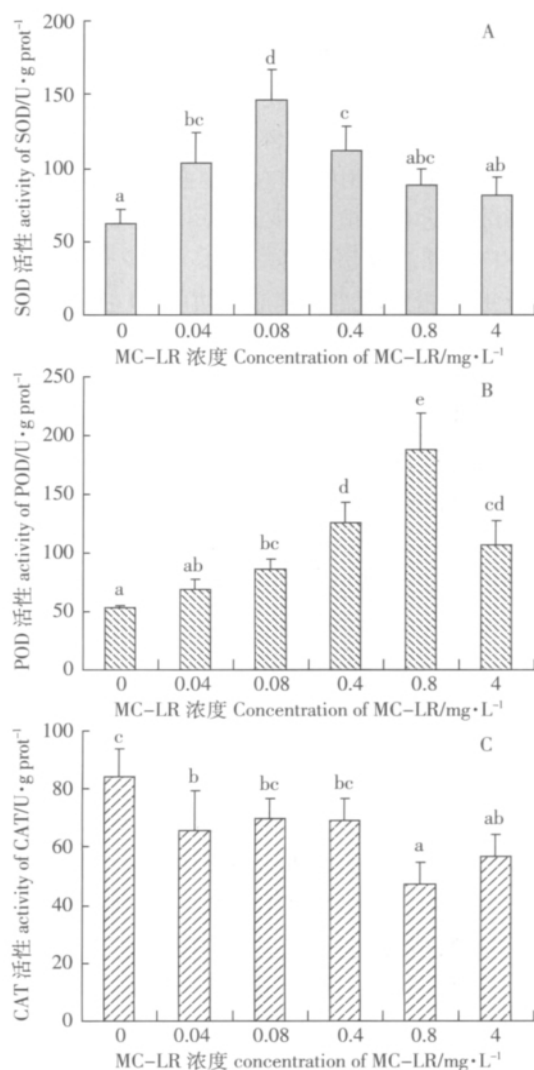 200
A
d
150
c
bc
abc
100
ab
a
50
0
SOD 活性 activity of SOD/U·g prot⁻¹
0 0.04 0.08 0.4 0.8 4
MC-LR 浓度 Concentration of MC-LR/mg·L⁻¹
250
B
e
200
150
d
cd
100
bc
ab
a
50
0
POD 活性 activity of POD/U·g prot⁻¹
0 0.04 0.08 0.4 0.8 4
MC-LR 浓度 Concentration of MC-LR/mg·L⁻¹
100
c
C
80
b
bc
bc
ab
60
a
40
20
0
CAT 活性 activity of CAT/U·g prot⁻¹
0 0.04 0.08 0.4 0.8 4
MC-LR 浓度 concentration of MC-LR/mg·L⁻¹